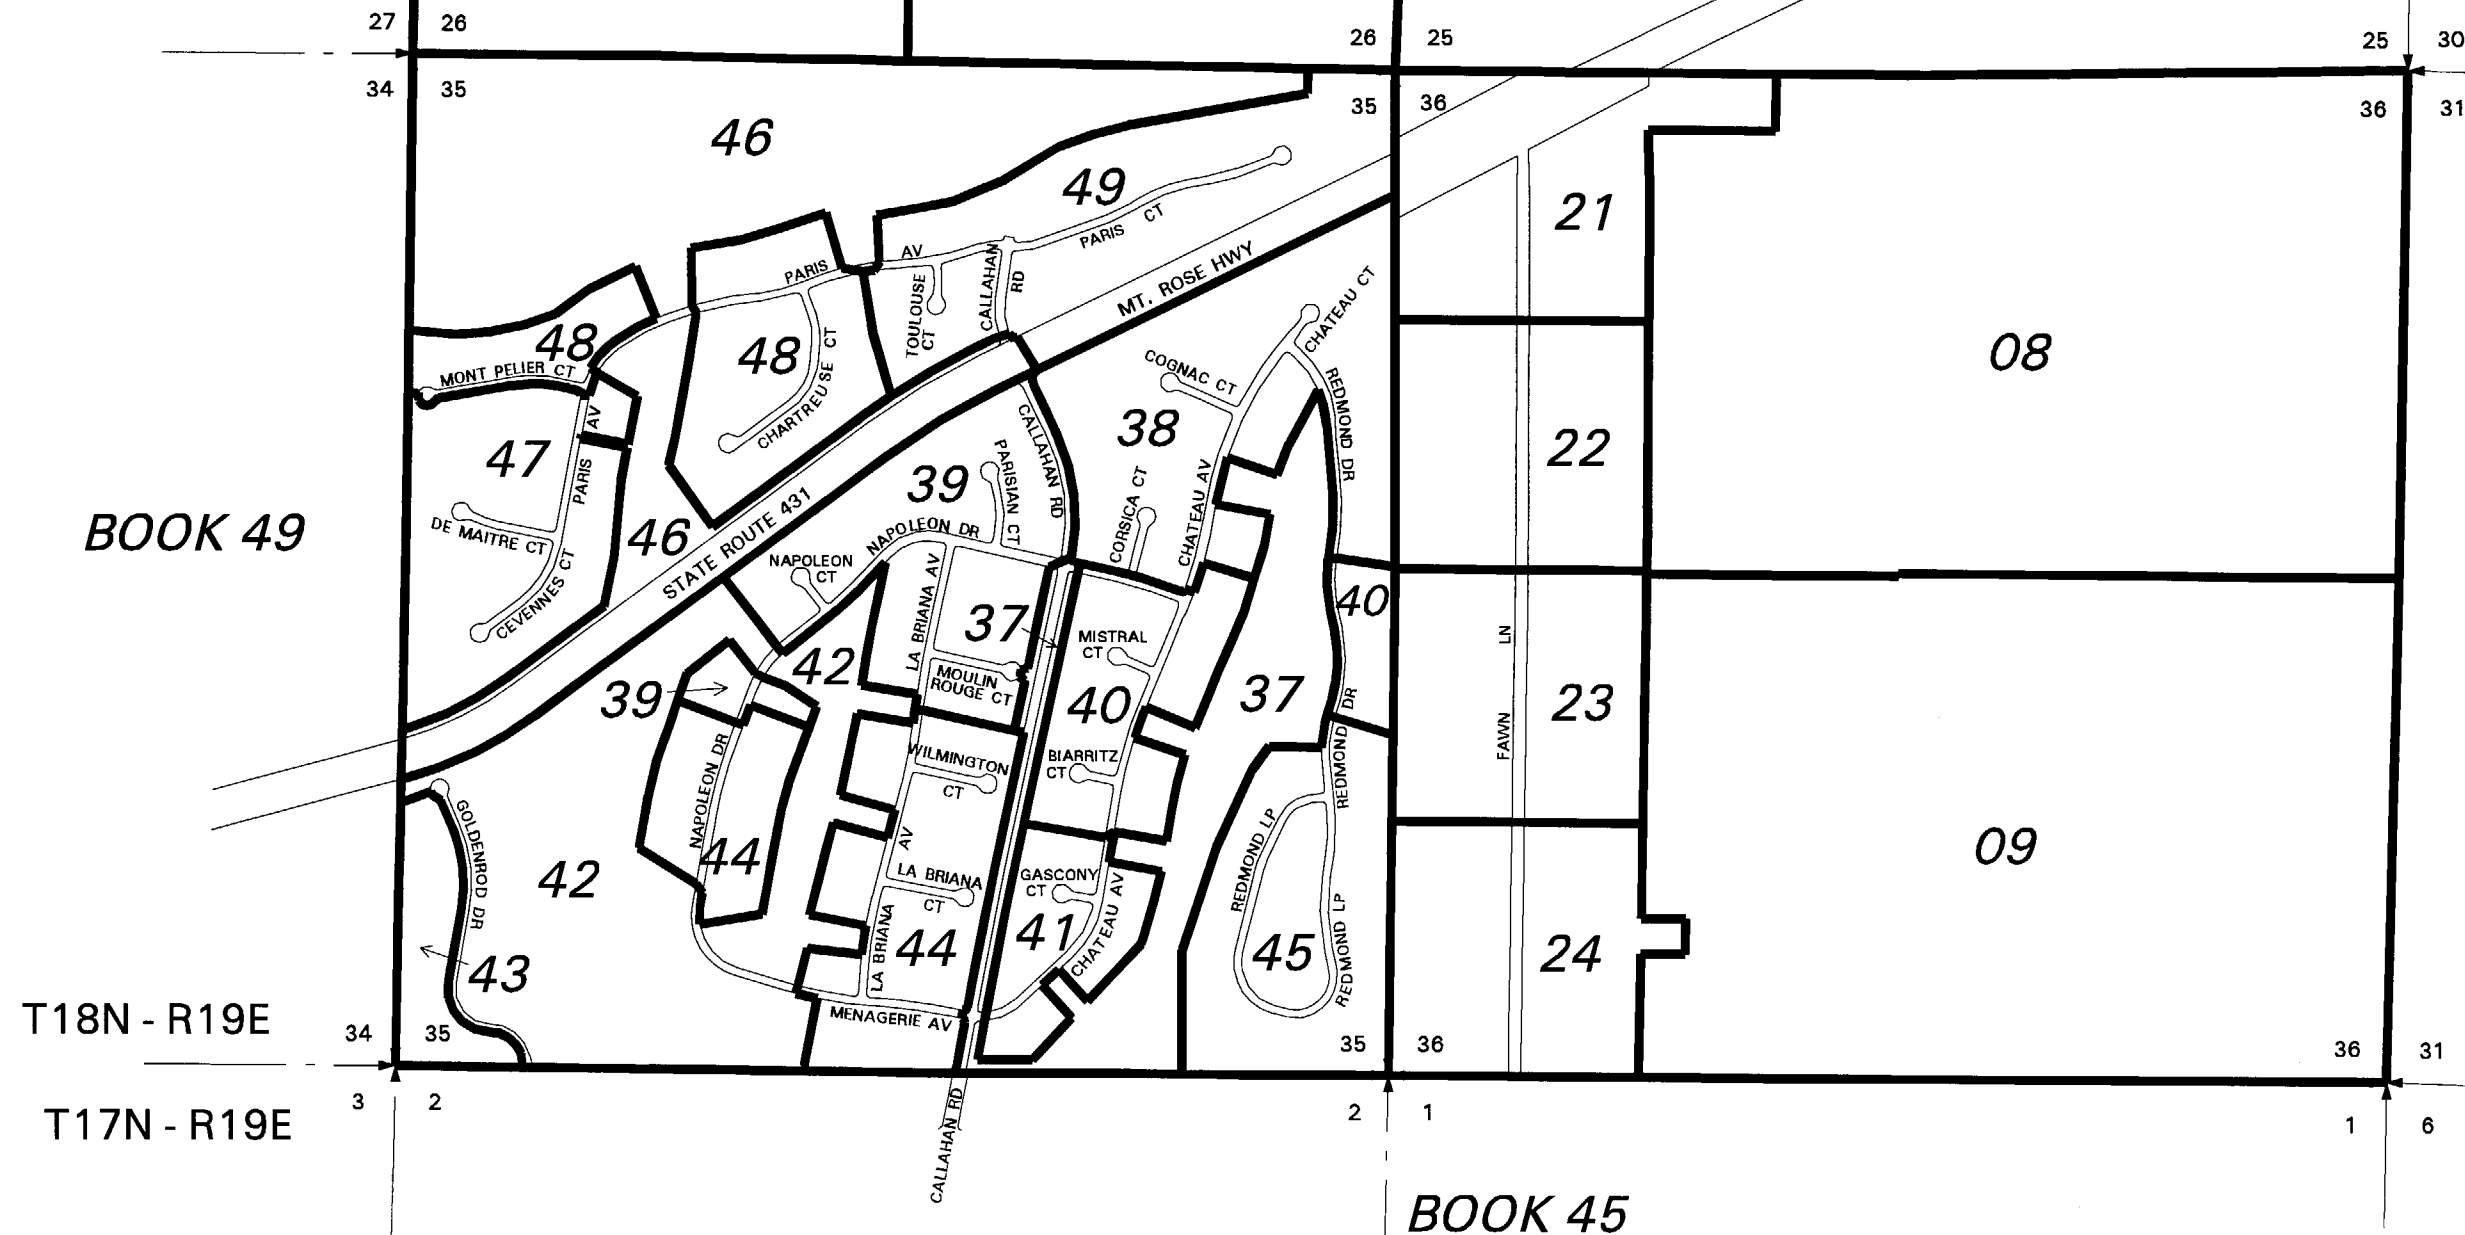 27 26
26 25
25 30
34 35
35 36
36 31
46
49
21
PARIS CT
PARIS AV
CALLAHAN RD
TOULOUSE CT
MT. ROSE HWY
CHATEAU CT
48
48
CHARTREUSE CT
MONT PELIER CT
COGNAC CT
REDMOND DR
08
PARIS AV
47
46
39
38
22
CALLAHAN RD
PARISIAN CT
CORSICA CT
CHATEAU AV
BOOK 49
DE MAITRE CT
CEVENNES CT
STATE ROUTE 431
NAPOLEON DR
NAPOLEON CT
LA BRIANA AV
37
MISTRAL CT
40
FAWN LN
42
MOULIN ROUGE CT
39
40
37
23
REDMOND DR
NAPOLEON DR
WILMINGTON CT
BIARRITZ CT
GOLDENROD DR
42
44
LA BRIANA AV
LA BRIANA CT
GASCONY CT
CHATEAU AV
REDMOND LP
REDMOND LP
09
43
44
41
45
24
MENAGERIE AV
T18N - R19E
34 35
35 36
36 31
T17N - R19E
3 2
2 1
1 6
CALLAHAN RD
BOOK 45